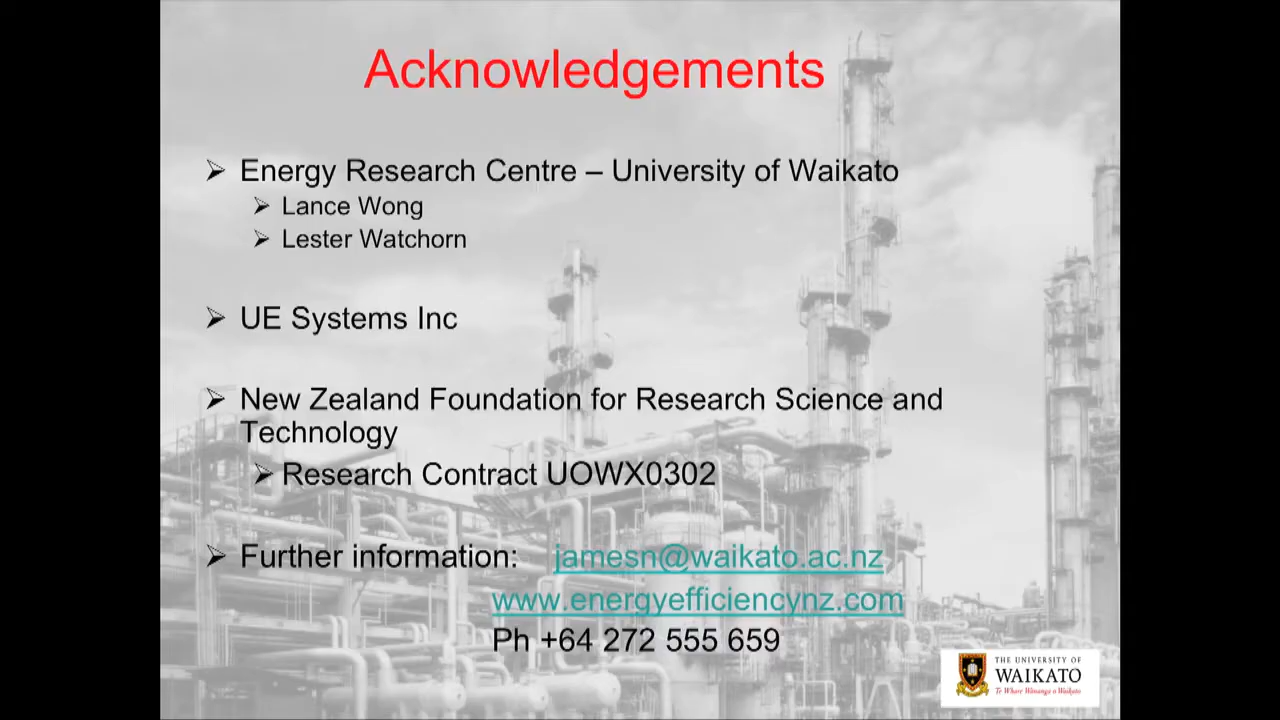 Acknowledgements
Energy Research Centre – University of Waikato
Lance Wong
Lester Watchorn
UE Systems Inc
New Zealand Foundation for Research Science and
Technology
Research Contract UOWX0302
Further information: jamesn@waikato.ac.nz
www.energyefficiencynz.com
Ph +64 272 555 659
THE UNIVERSITY OF
WAIKATO
Te Whare Wānanga o Waikato